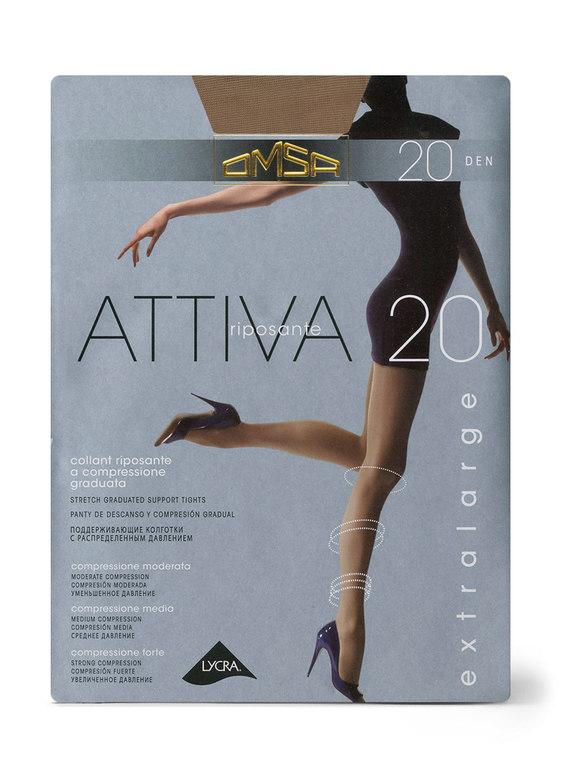 OMSA
20 DEN
ATTIVA 20
riposante
collant riposante
a compressione
graduata
STRETCH GRADUATED SUPPORT TIGHTS
PANTY DE DESCANSO Y COMPRESIÓN GRADUAL
ПОДДЕРЖИВАЮЩИЕ КОЛГОТКИ
С РАСПРЕДЕЛЕННЫМ ДАВЛЕНИЕМ
compressione moderata
MODERATE COMPRESSION
COMPRESIÓN MODERADA
УМЕНЬШЕННОЕ ДАВЛЕНИЕ
compressione media
MEDIUM COMPRESSION
COMPRESIÓN MEDIA
СРЕДНЕЕ ДАВЛЕНИЕ
compressione forte
STRONG COMPRESSION
COMPRESIÓN FUERTE
УВЕЛИЧЕННОЕ ДАВЛЕНИЕ
LYCRA®
extralarge